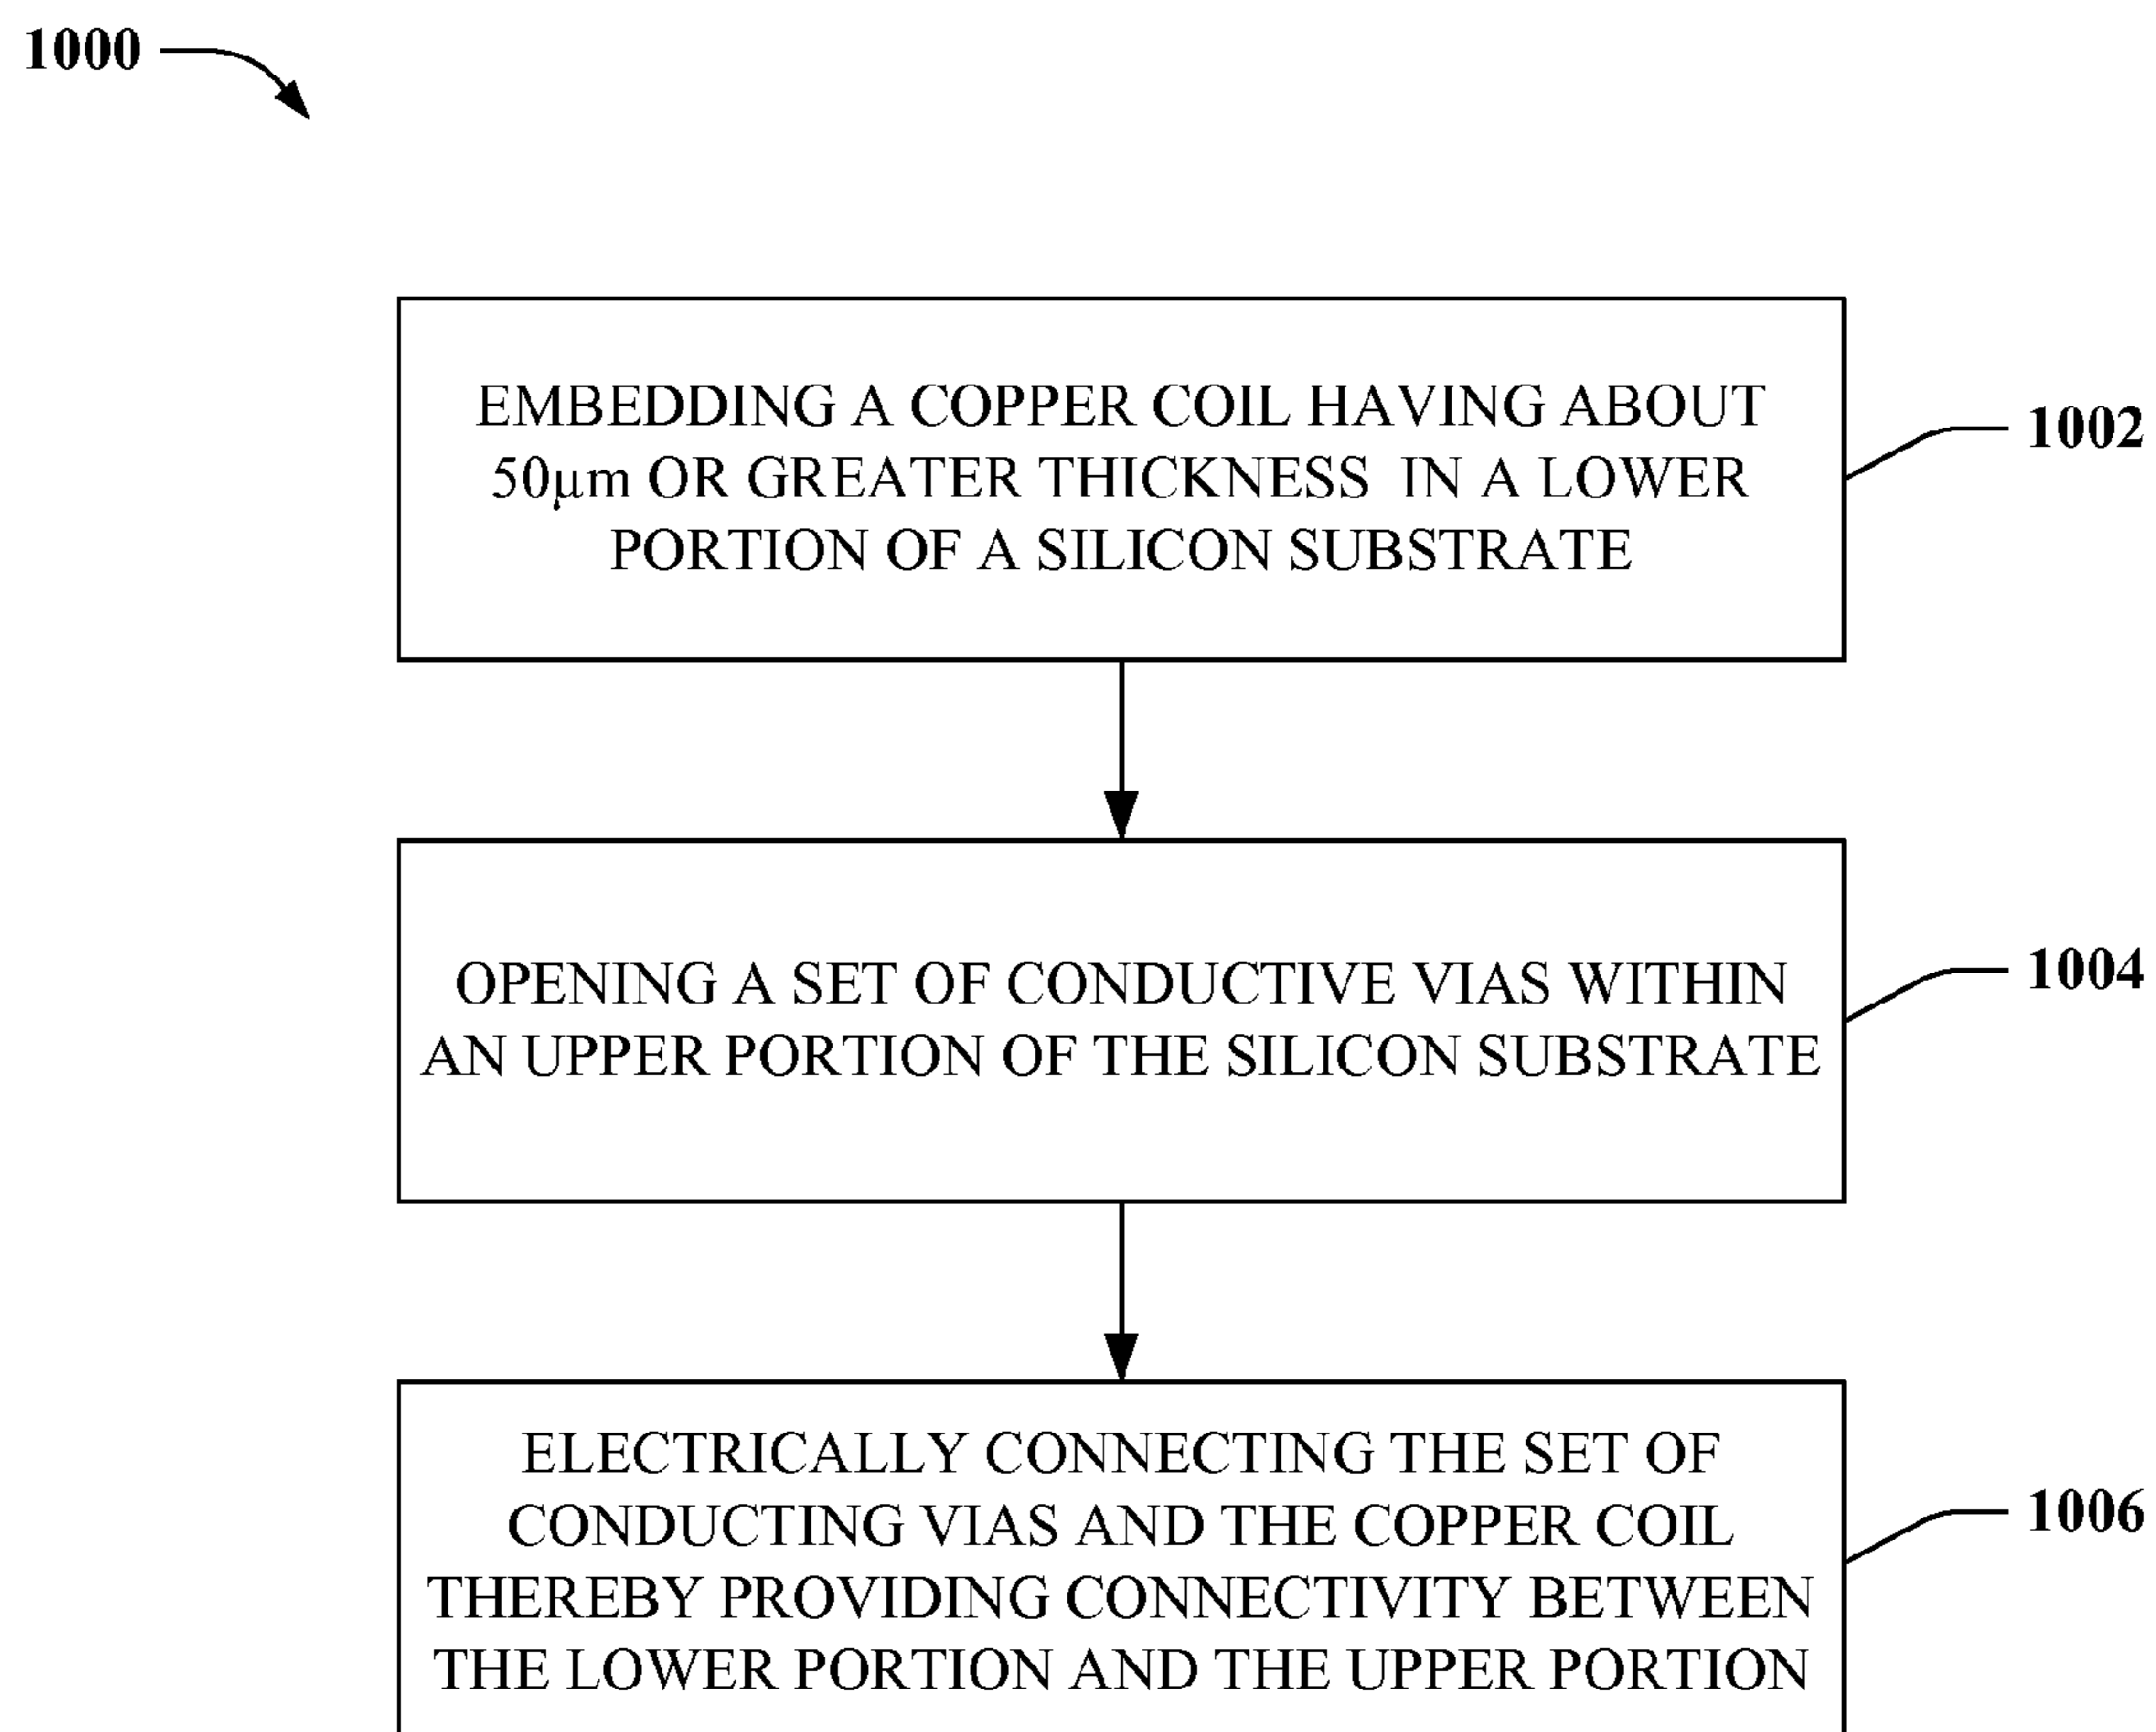 1000
EMBEDDING A COPPER COIL HAVING ABOUT
50μm OR GREATER THICKNESS IN A LOWER
PORTION OF A SILICON SUBSTRATE
1002
OPENING A SET OF CONDUCTIVE VIAS WITHIN
AN UPPER PORTION OF THE SILICON SUBSTRATE
1004
ELECTRICALLY CONNECTING THE SET OF
CONDUCTING VIAS AND THE COPPER COIL
THEREBY PROVIDING CONNECTIVITY BETWEEN
THE LOWER PORTION AND THE UPPER PORTION
1006